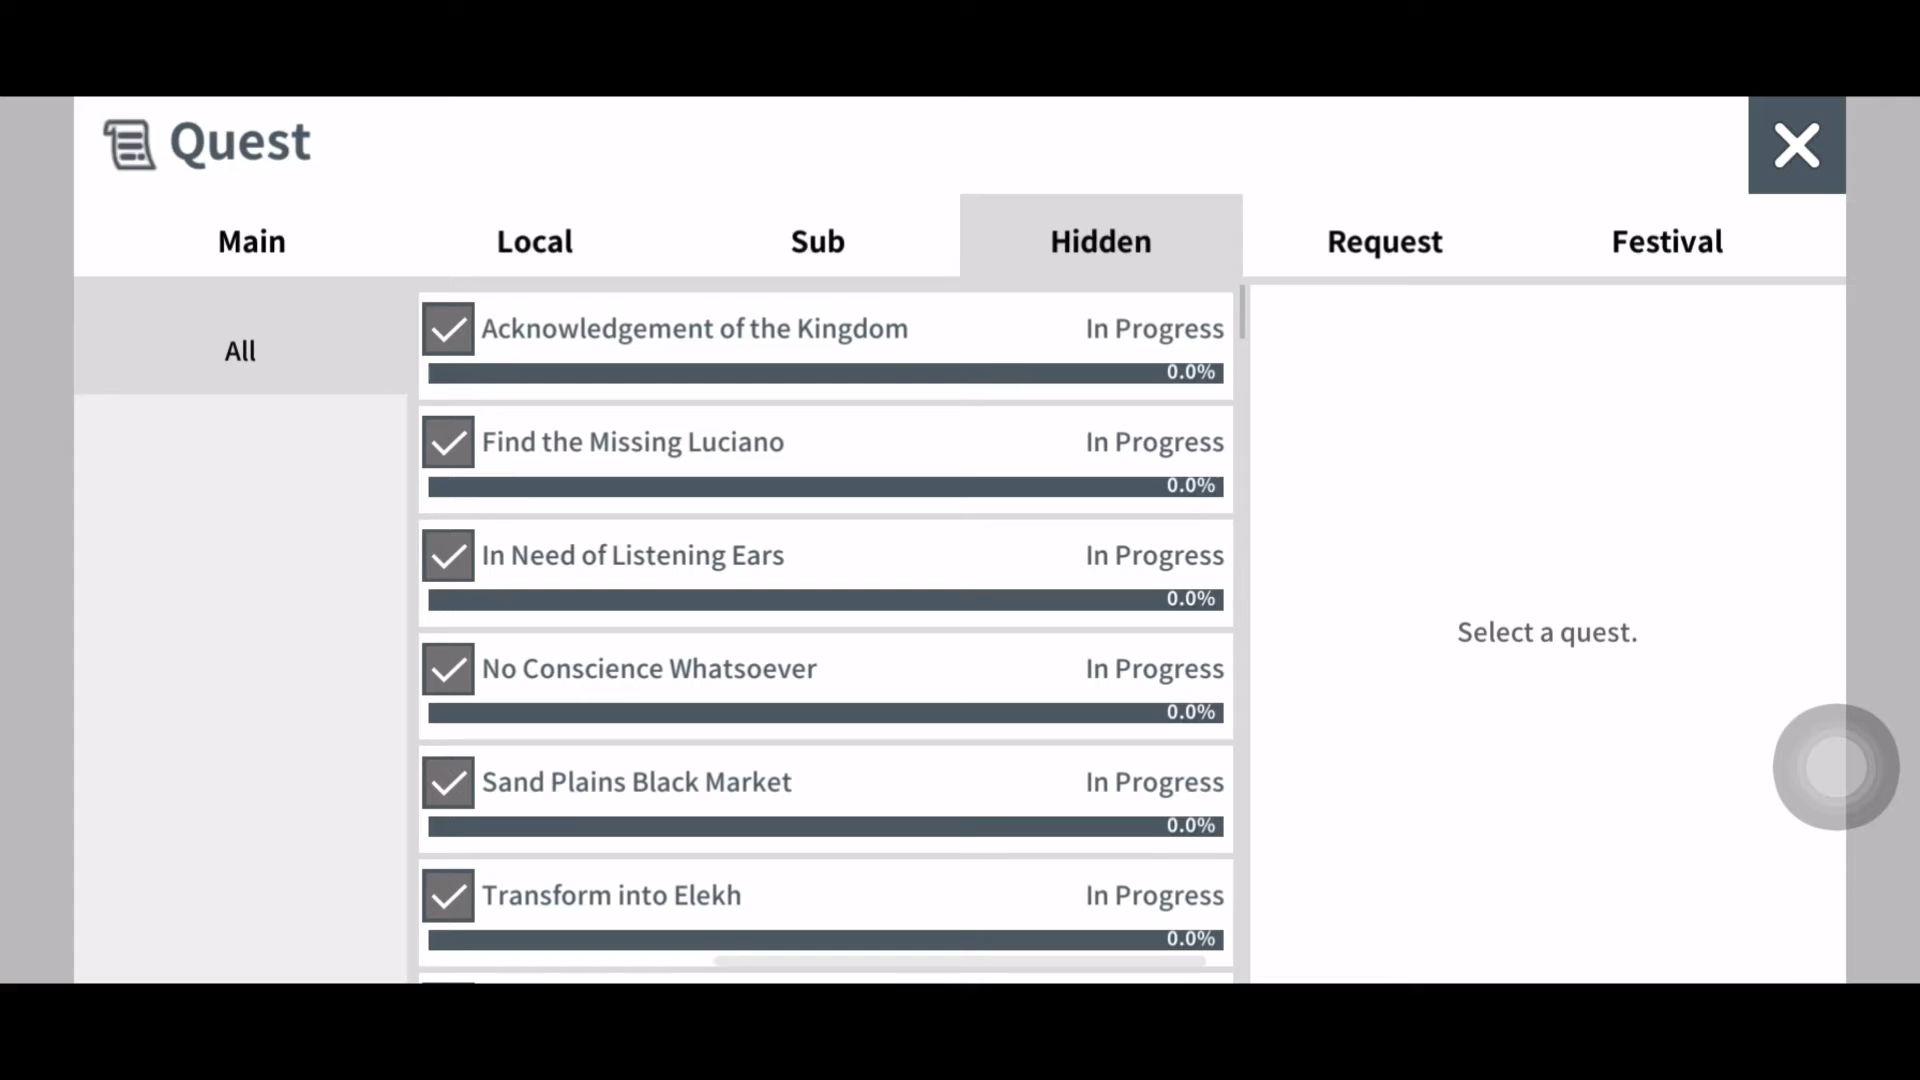 Quest
Main Local Sub Hidden Request Festival
All
Acknowledgement of the Kingdom In Progress
0.0%
Find the Missing Luciano In Progress
0.0%
In Need of Listening Ears In Progress
0.0%
No Conscience Whatsoever In Progress
0.0%
Sand Plains Black Market In Progress
0.0%
Transform into Elekh In Progress
0.0%
Select a quest.